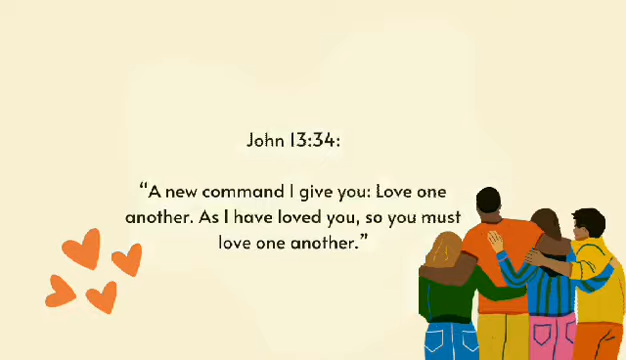 John 13:34:
“A new command I give you: Love one
another. As I have loved you, so you must
love one another.”